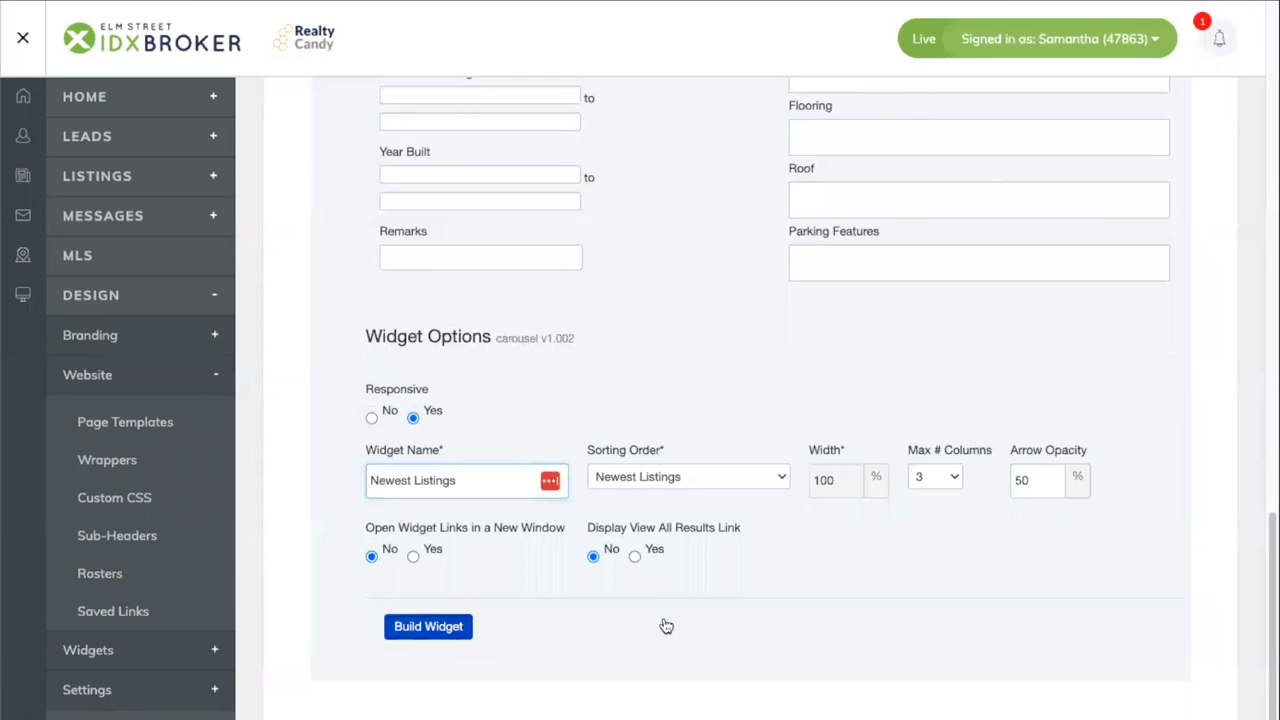 ELM STREET
IDXBROKER
Realty
Candy
Live
Signed in as: Samantha (47863)
1
HOME +
LEADS +
LISTINGS +
MESSAGES +
MLS
DESIGN -
Branding +
Website -
Page Templates
Wrappers
Custom CSS
Sub-Headers
Rosters
Saved Links
Widgets +
Settings +
to
Year Built
to
Remarks
Flooring
Roof
Parking Features
Widget Options carousel v1.002
Responsive
No Yes
Widget Name* Sorting Order* Width* Max # Columns Arrow Opacity
Newest Listings Newest Listings 100 % 3 50 %
Open Widget Links in a New Window Display View All Results Link
No Yes No Yes
Build Widget